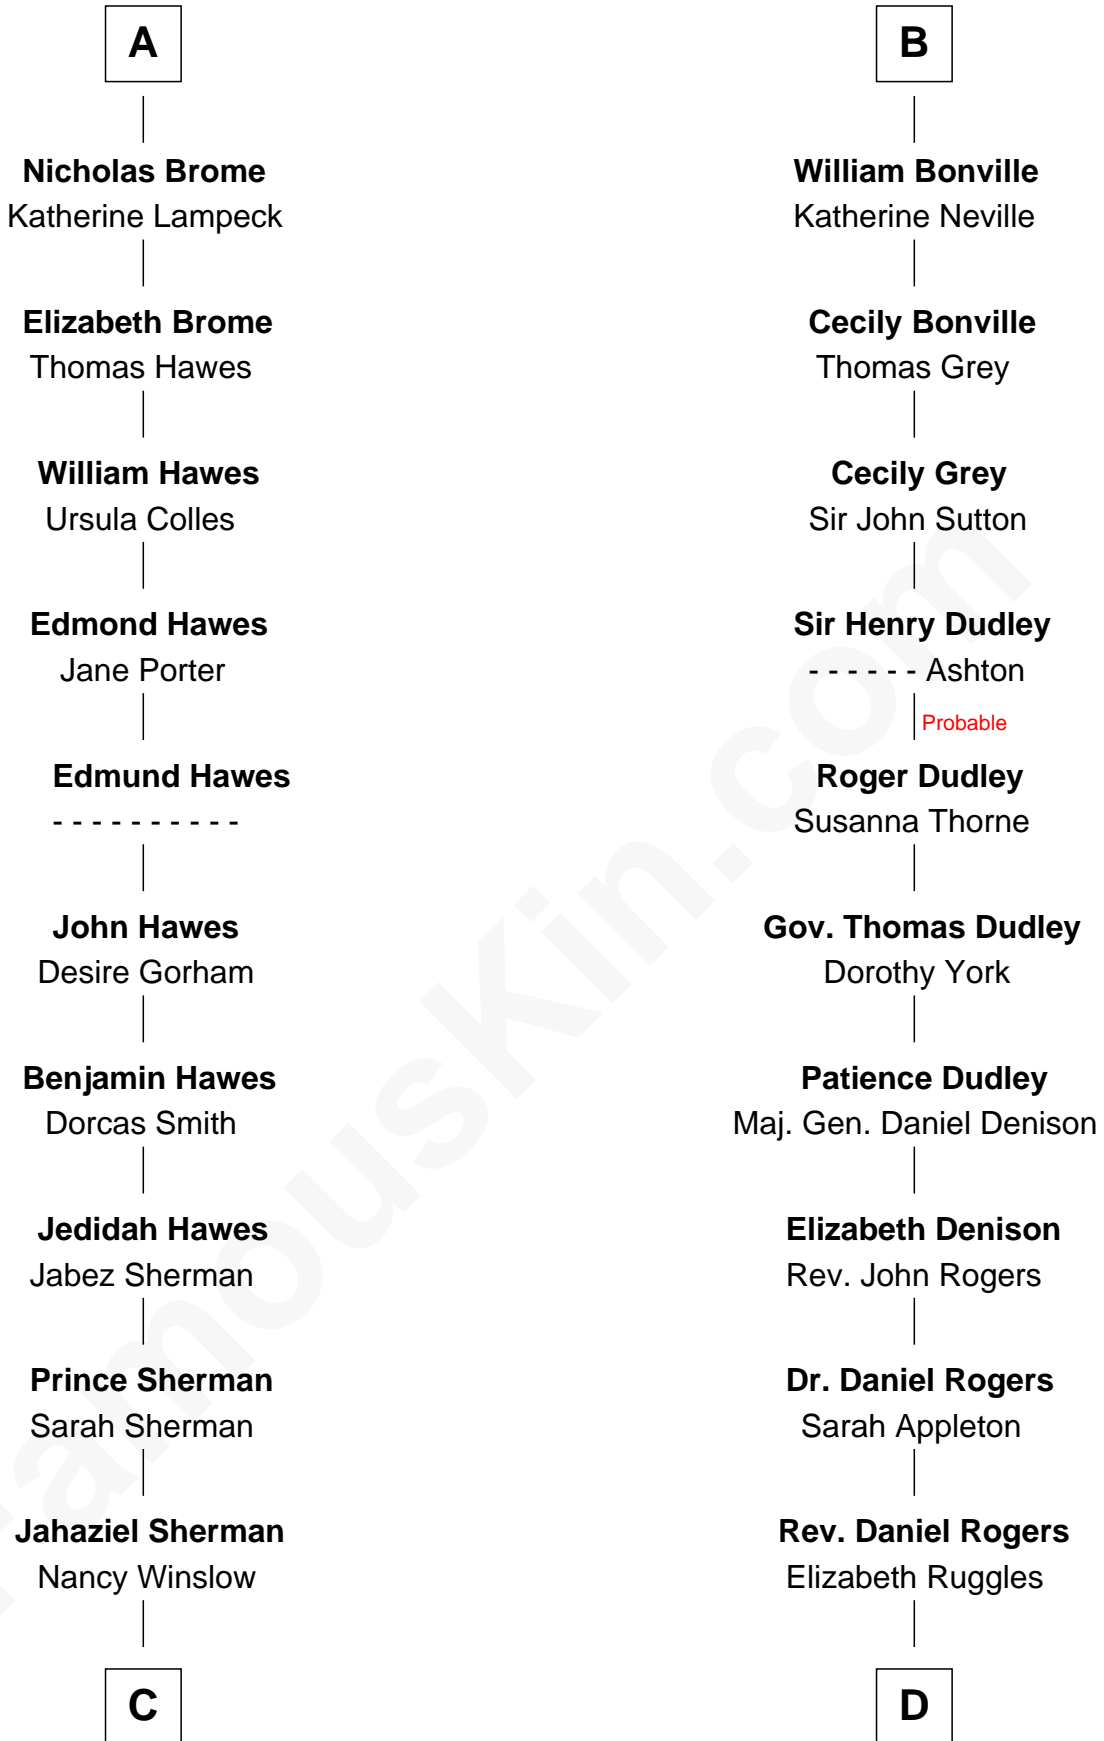 A
Nicholas Brome
Katherine Lampeck
Elizabeth Brome
Thomas Hawes
William Hawes
Ursula Colles
Edmond Hawes
Jane Porter
Edmund Hawes
- - - - - - - - - -
John Hawes
Desire Gorham
Benjamin Hawes
Dorcas Smith
Jedidah Hawes
Jabez Sherman
Prince Sherman
Sarah Sherman
Jahaziel Sherman
Nancy Winslow
C
B
William Bonville
Katherine Neville
Cecily Bonville
Thomas Grey
Cecily Grey
Sir John Sutton
Sir Henry Dudley
- - - - - - Ashton
Probable
Roger Dudley
Susanna Thorne
Gov. Thomas Dudley
Dorothy York
Patience Dudley
Maj. Gen. Daniel Denison
Elizabeth Denison
Rev. John Rogers
Dr. Daniel Rogers
Sarah Appleton
Rev. Daniel Rogers
Elizabeth Ruggles
D
FamousKin.com